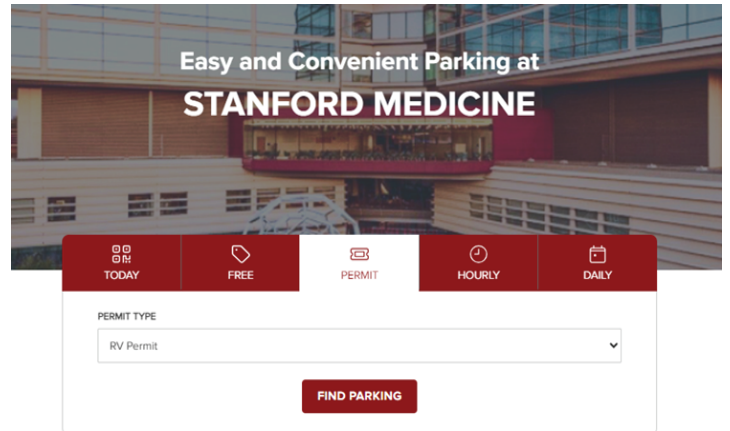 Easy and Convenient Parking at
STANFORD MEDICINE
TODAY
FREE
PERMIT
HOURLY
DAILY
PERMIT TYPE
RV Permit
FIND PARKING